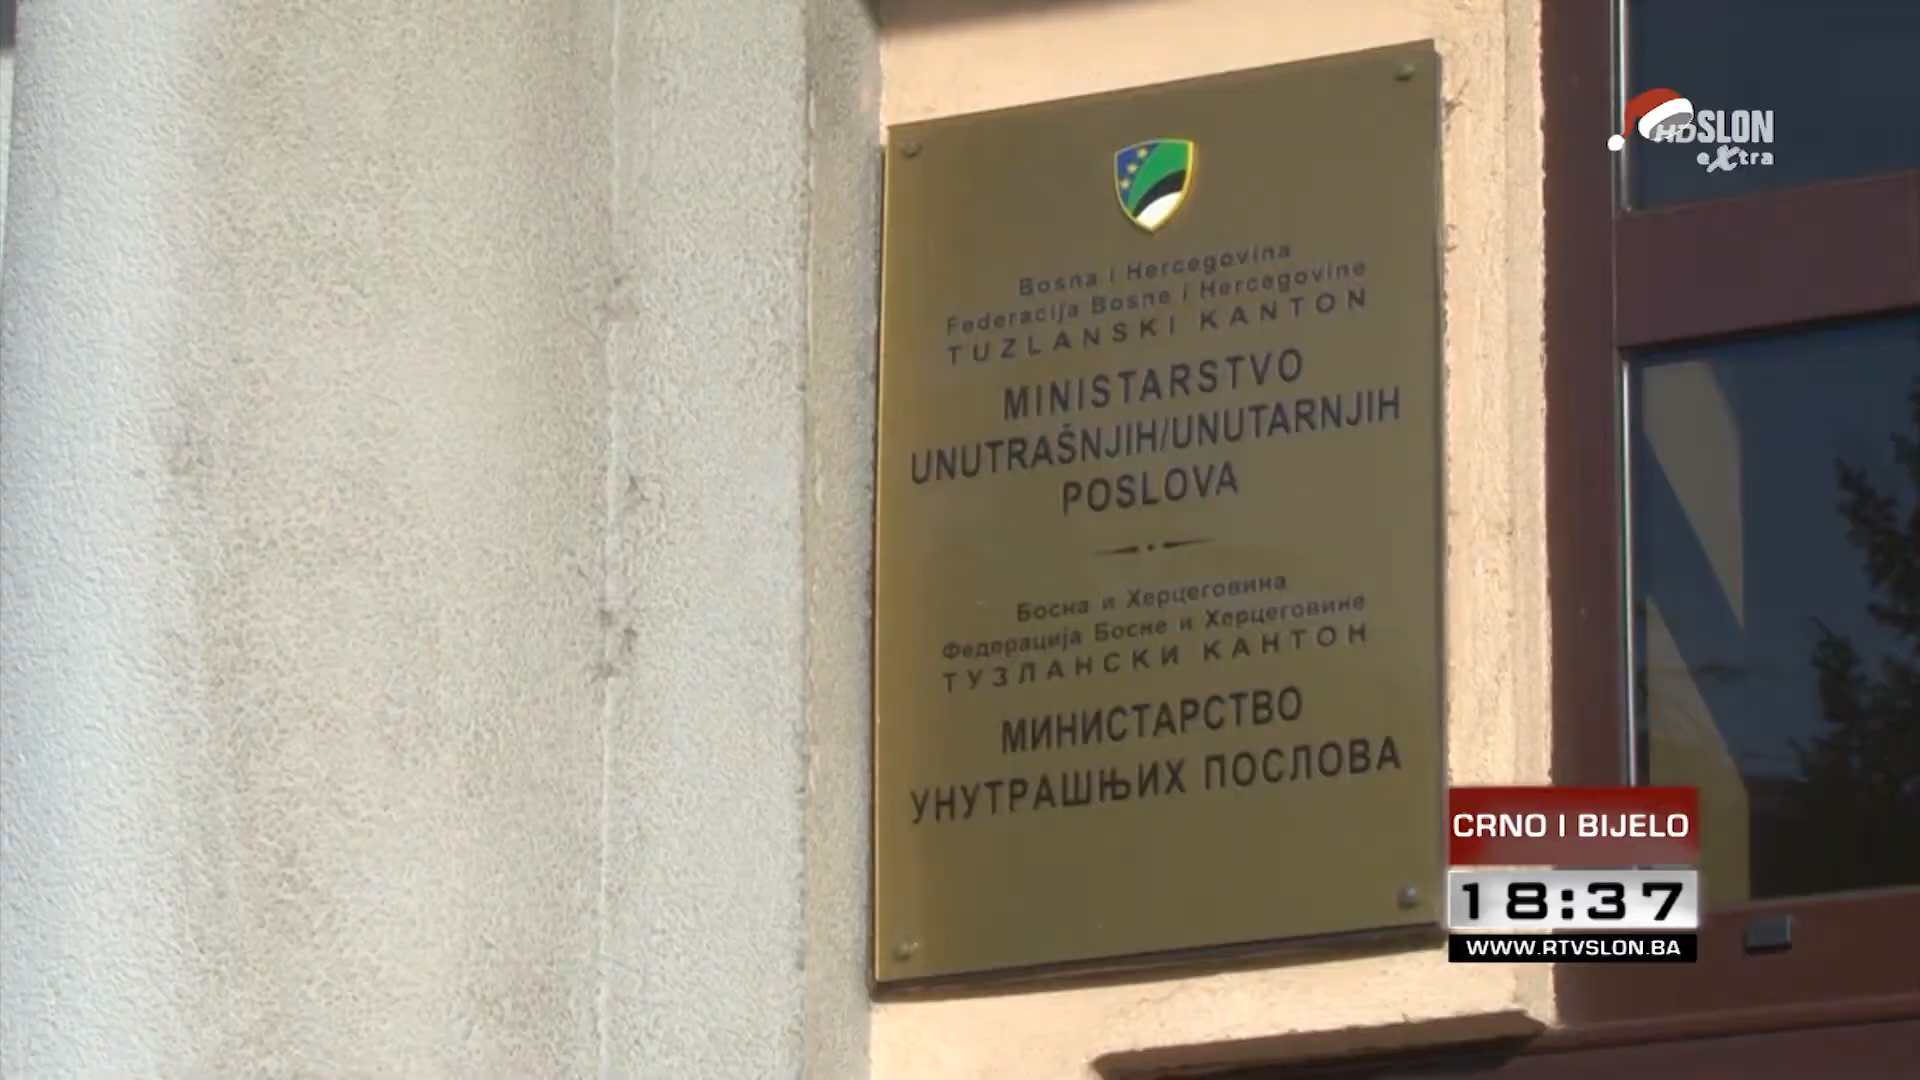 Bosna i Hercegovina
Federacija Bosne i Hercegovine
TUZLANSKI KANTON
MINISTARSTVO
UNUTRAŠNJIH/UNUTARNJIH
POSLOVA
Босна и Херцеговина
Федерација Босне и Херцеговине
ТУЗЛАНСКИ КАНТОН
МИНИСТАРСТВО
УНУТРАШЊИХ ПОСЛОВА
HD SLON
eXtra
CRNO I BIJELO
18:37
WWW.RTVSLON.BA